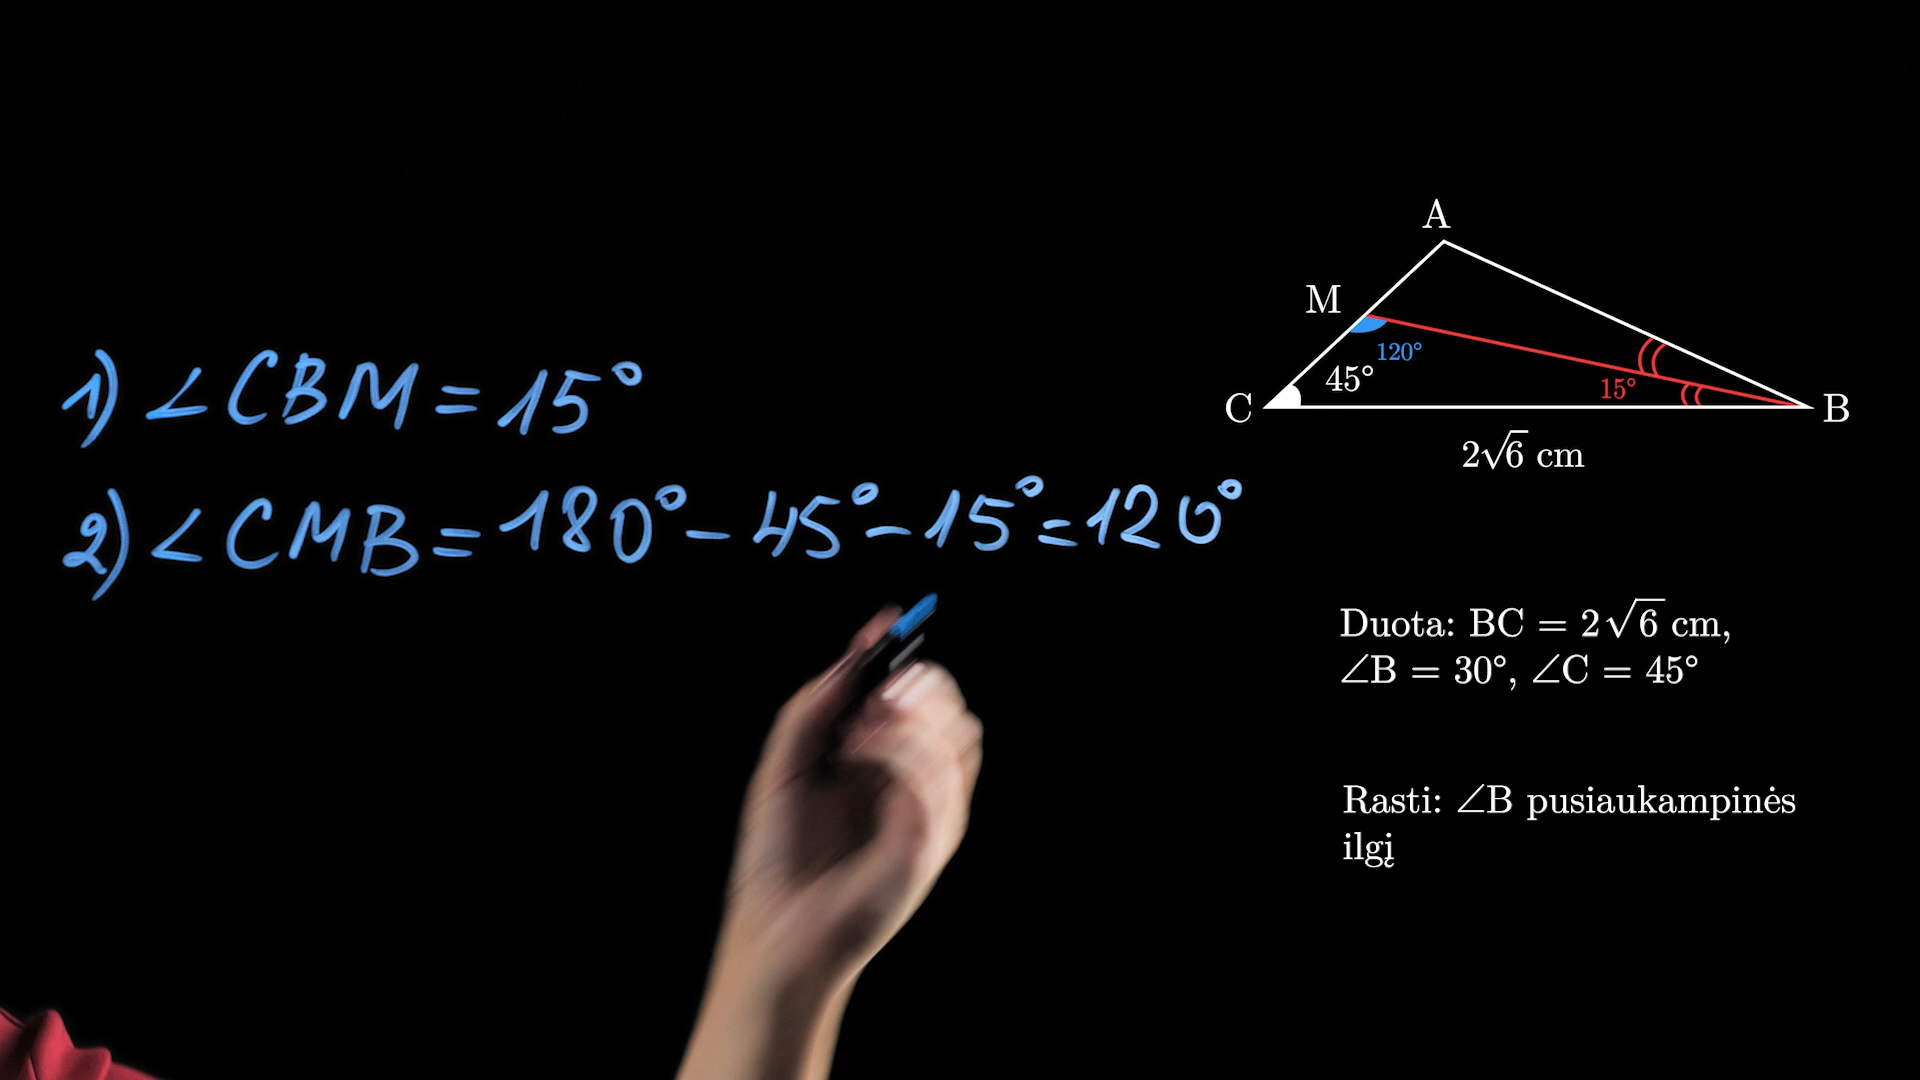 1) ∠CBM = 15°
2) ∠CMB = 180° - 45° - 15° = 120°
A
M
120°
45°
15°
C
B
2√6 cm
Duota: BC = 2√6 cm,
∠B = 30°, ∠C = 45°
Rasti: ∠B pusiaukampinės
ilgį